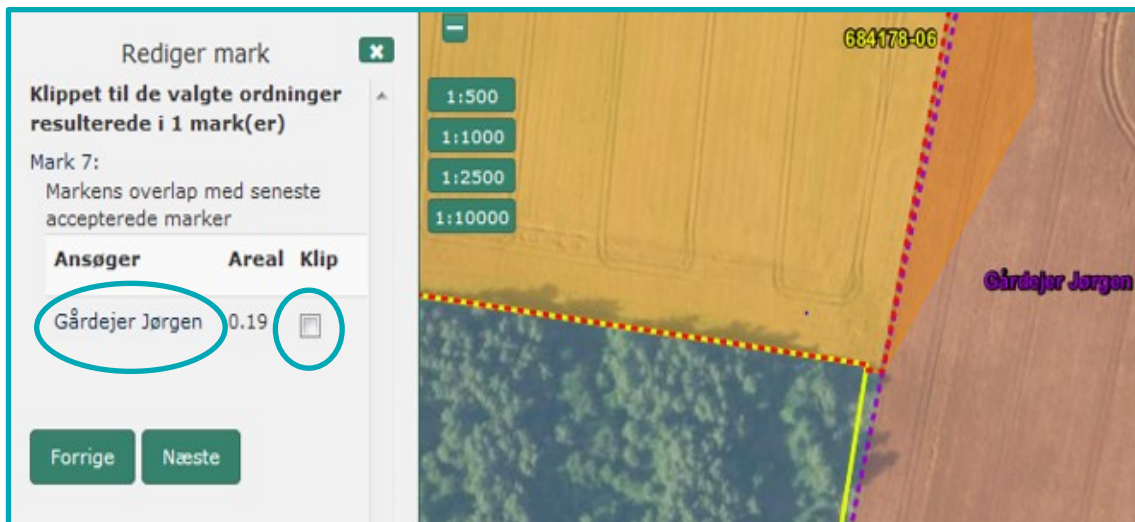 Rediger mark
Klippet til de valgte ordninger
resulterede i 1 mark(er)
Mark 7:
Markens overlap med seneste
accepterede marker
Ansøger Areal Klip
Gårdejer Jørgen 0.19
Forrige Næste
1:500
1:1000
1:2500
1:10000
684178-06
Gårdejer Jørgen